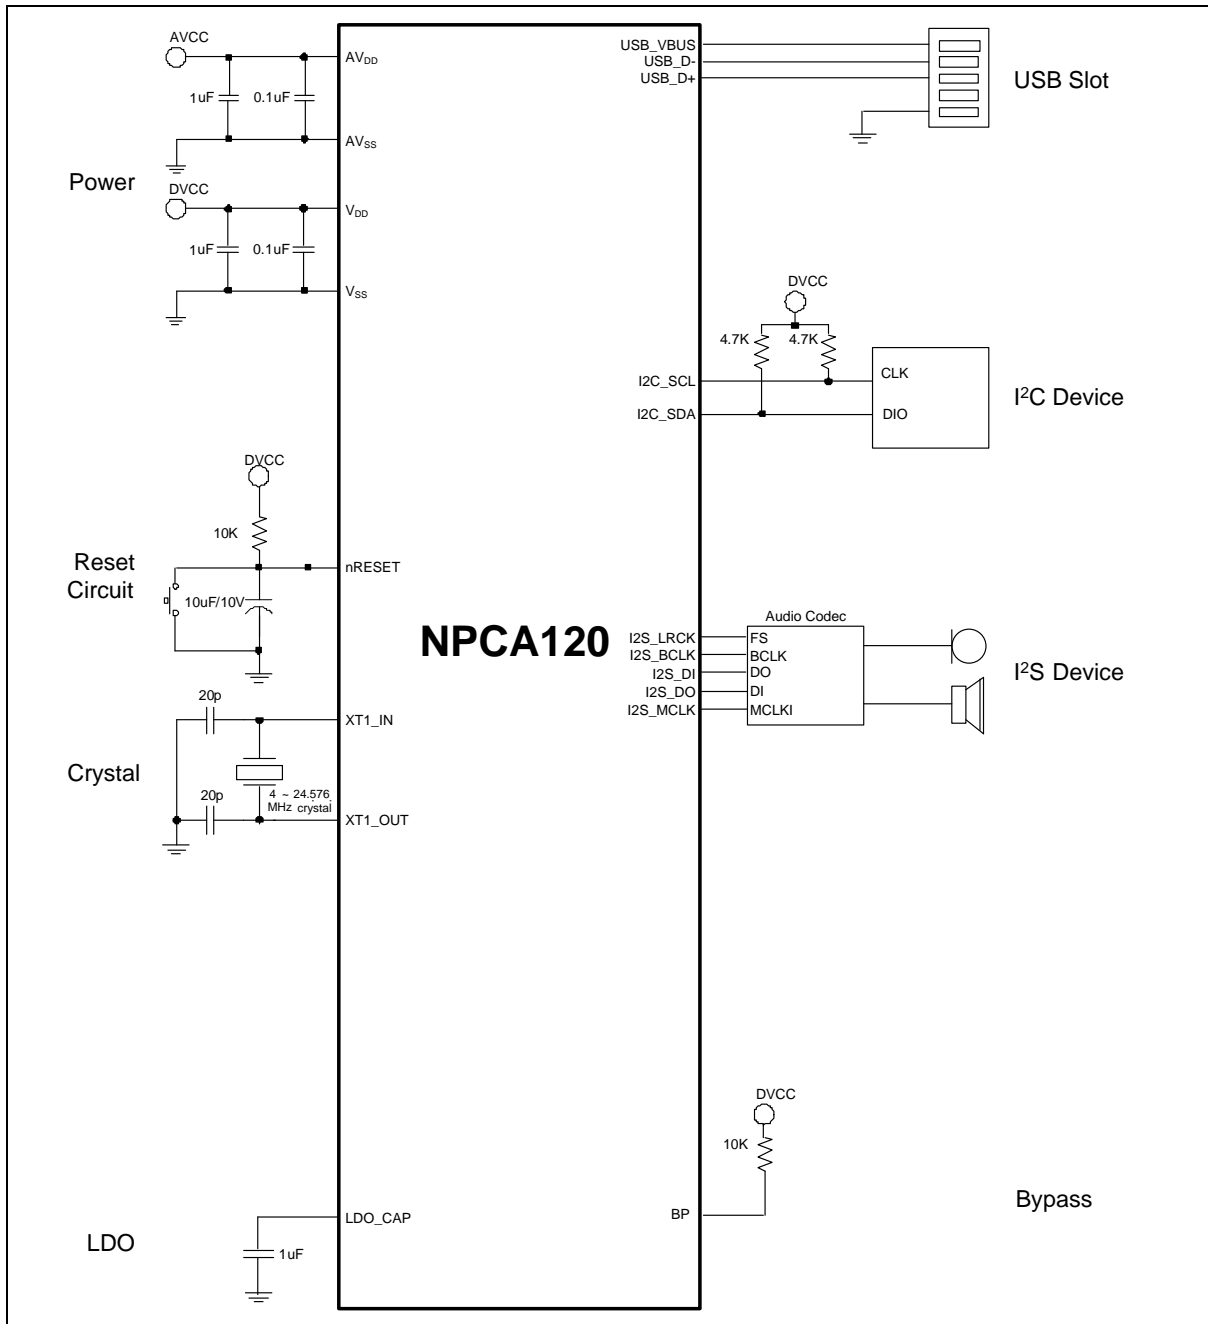 AVCC
AVDD
1uF
0.1uF
AVSS
Power
DVCC
VDD
1uF
0.1uF
VSS
USB_VBUS
USB_D-
USB_D+
USB Slot
DVCC
4.7K
4.7K
I2C_SCL
CLK
I2C_SDA
DIO
I2C Device
DVCC
10K
Reset
Circuit
nRESET
10uF/10V
NPCA120
Audio Codec
I2S_LRCK
FS
I2S_BCLK
BCLK
I2S_DI
DO
I2S_DO
DI
I2S_MCLK
MCLKI
I2S Device
20p
XT1_IN
Crystal
20p
4 ~ 24.576
MHz crystal
XT1_OUT
DVCC
10K
BP
Bypass
LDO
LDO_CAP
1uF